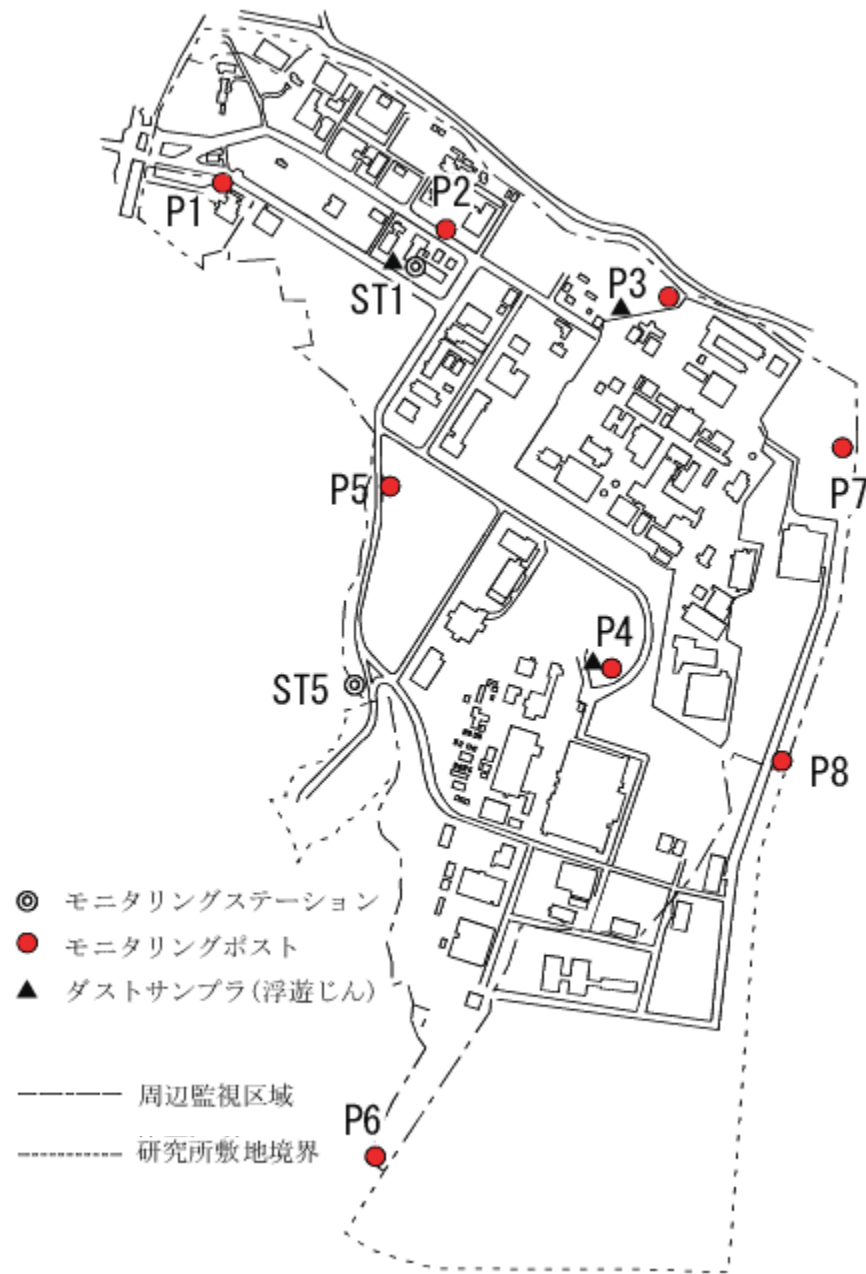 P1
P2
ST1
P3
P7
P5
P4
ST5
P8
モニタリングステーション
モニタリングポスト
ダストサンプラ(浮遊じん)
周辺監視区域
研究所敷地境界
P6